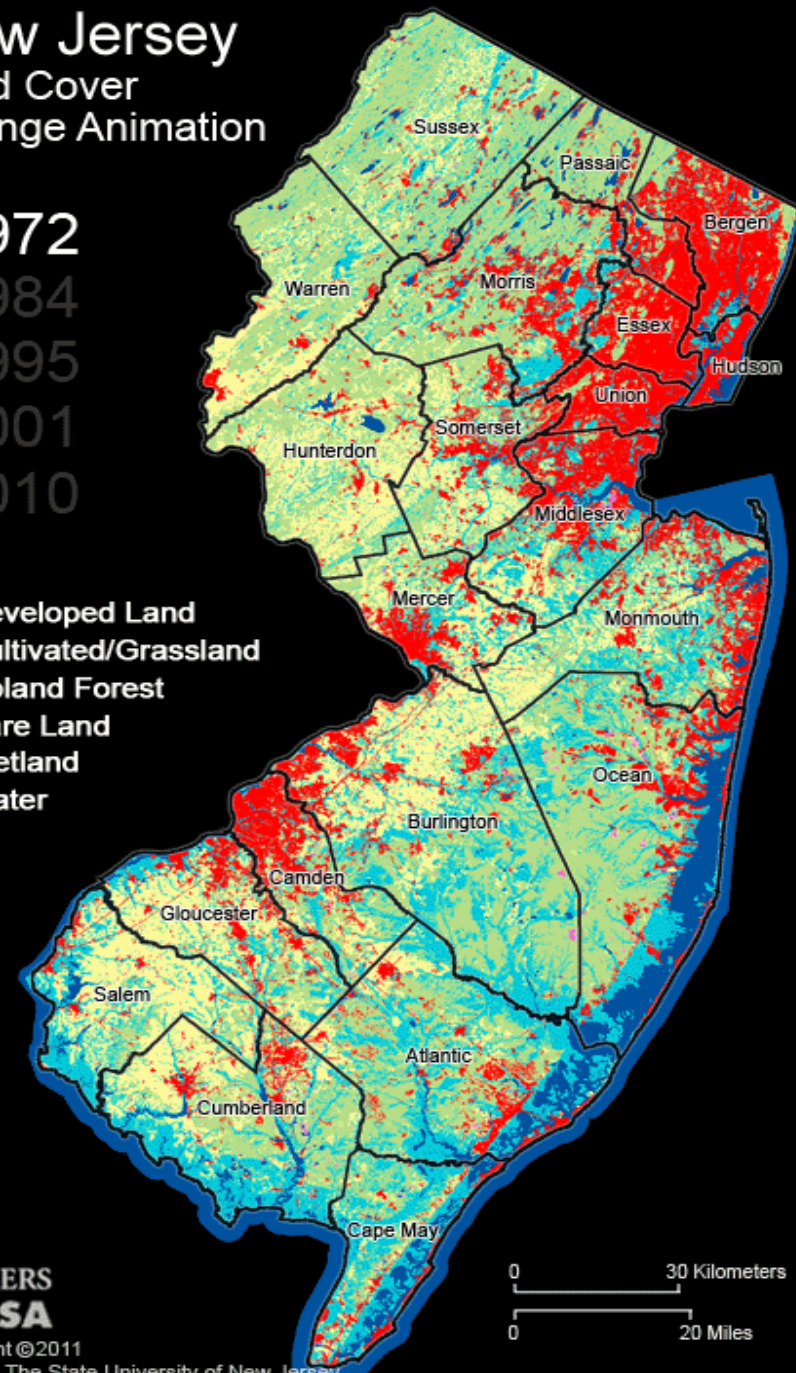 w Jersey
d Cover
nge Animation
972
984
995
001
010
eveloped Land
ultivated/Grassland
pland Forest
are Land
etland
ater
Sussex
Passaic
Bergen
Warren
Morris
Essex
Hudson
Union
Somerset
Hunterdon
Middlesex
Mercer
Monmouth
Ocean
Burlington
Camden
Gloucester
Salem
Atlantic
Cumberland
Cape May
0 30 Kilometers
0 20 Miles
ERS
SA
nt ©2011
The State University of New Jersey